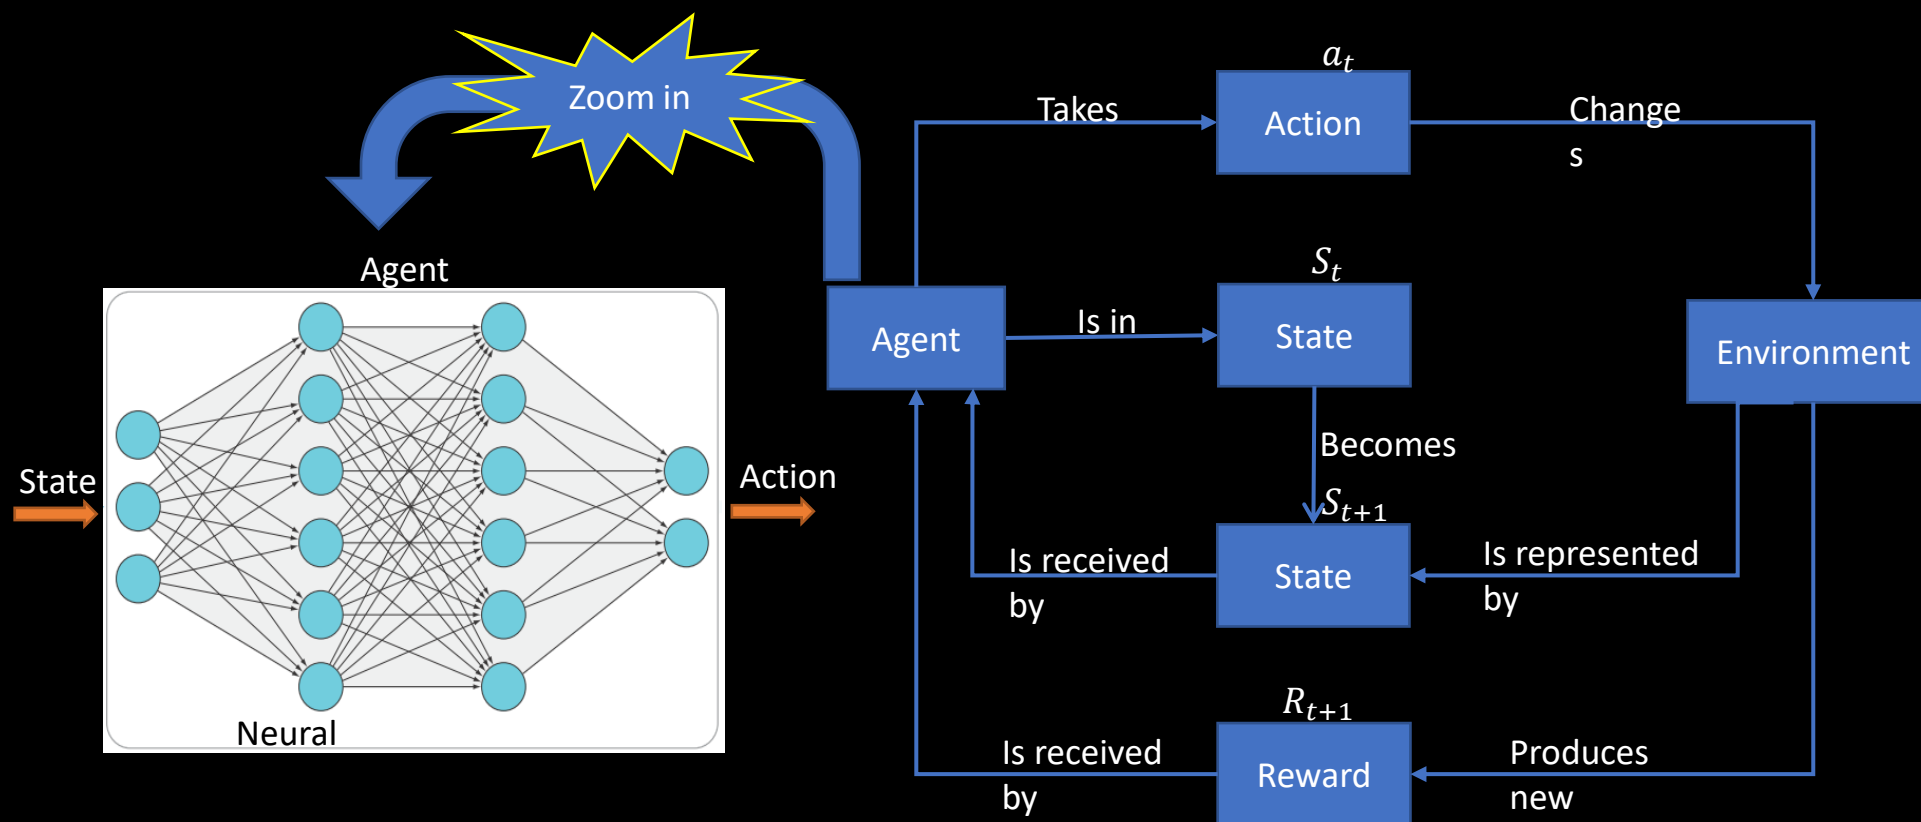 Zoom in
Agent
State
Action
Neural
a_t
Takes
Action
Change
s
S_t
Agent
Is in
State
Environment
Becomes
S_{t+1}
Is received
by
State
Is represented
by
R_{t+1}
Is received
by
Reward
Produces
new